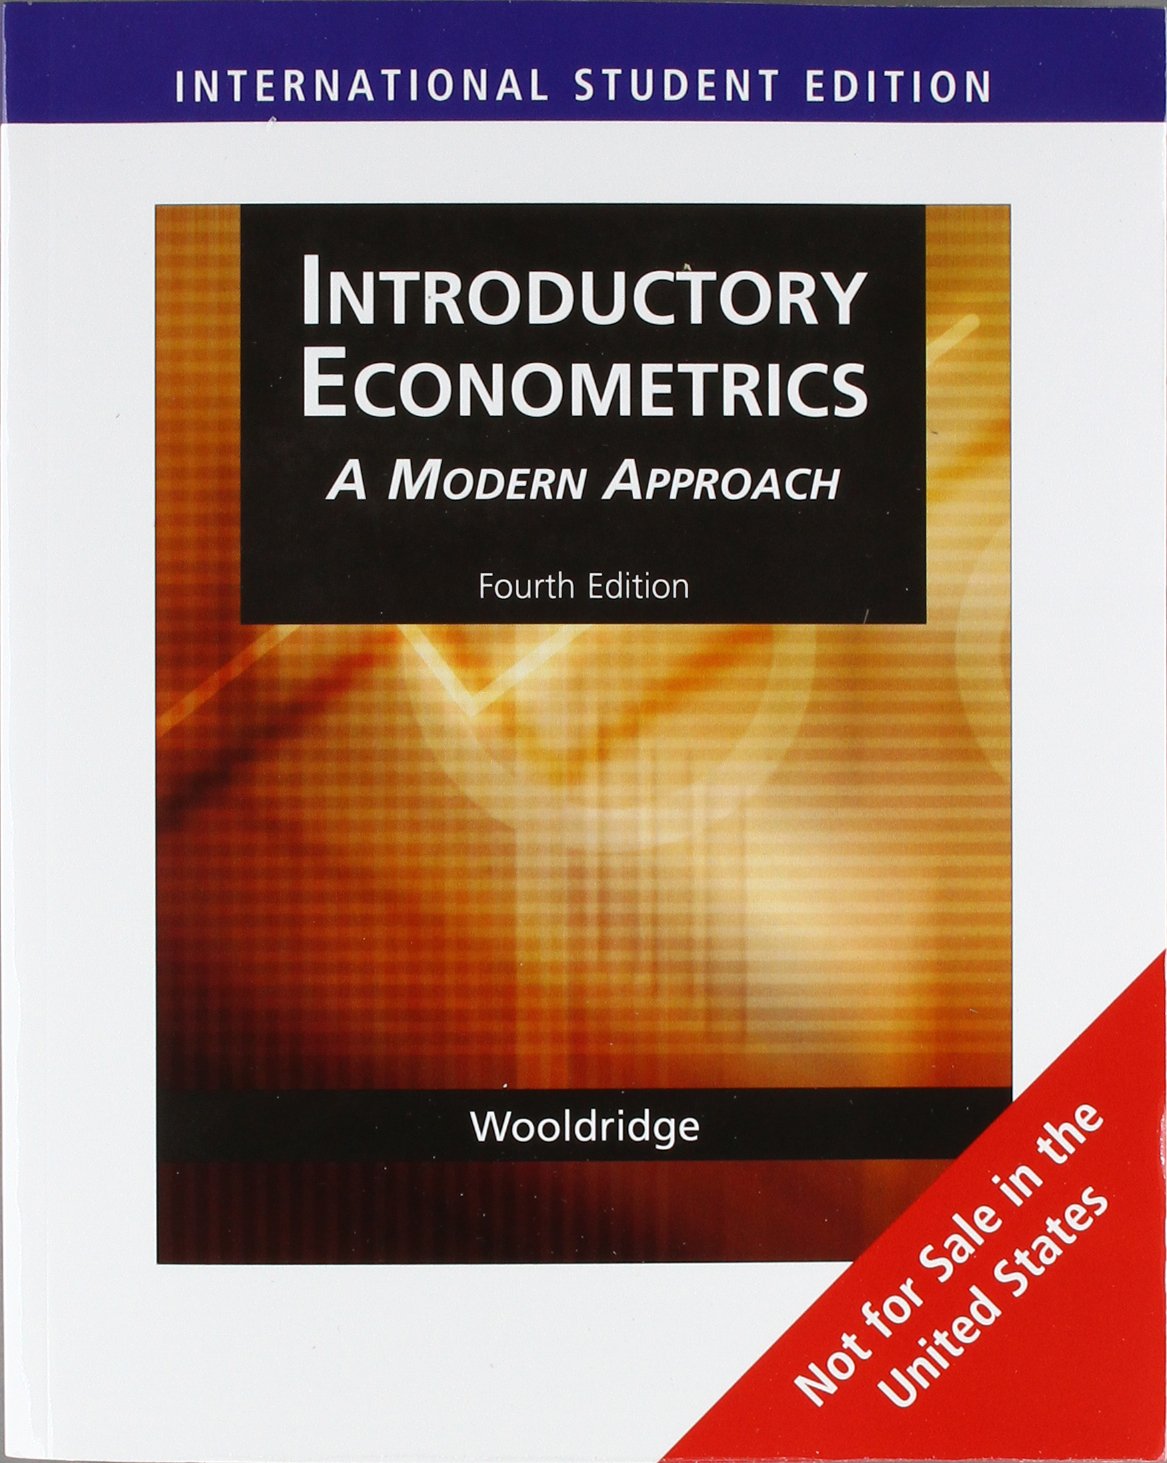 INTERNATIONAL STUDENT EDITION
INTRODUCTORY
ECONOMETRICS
A MODERN APPROACH
Fourth Edition
Wooldridge
Not for Sale in the
United States